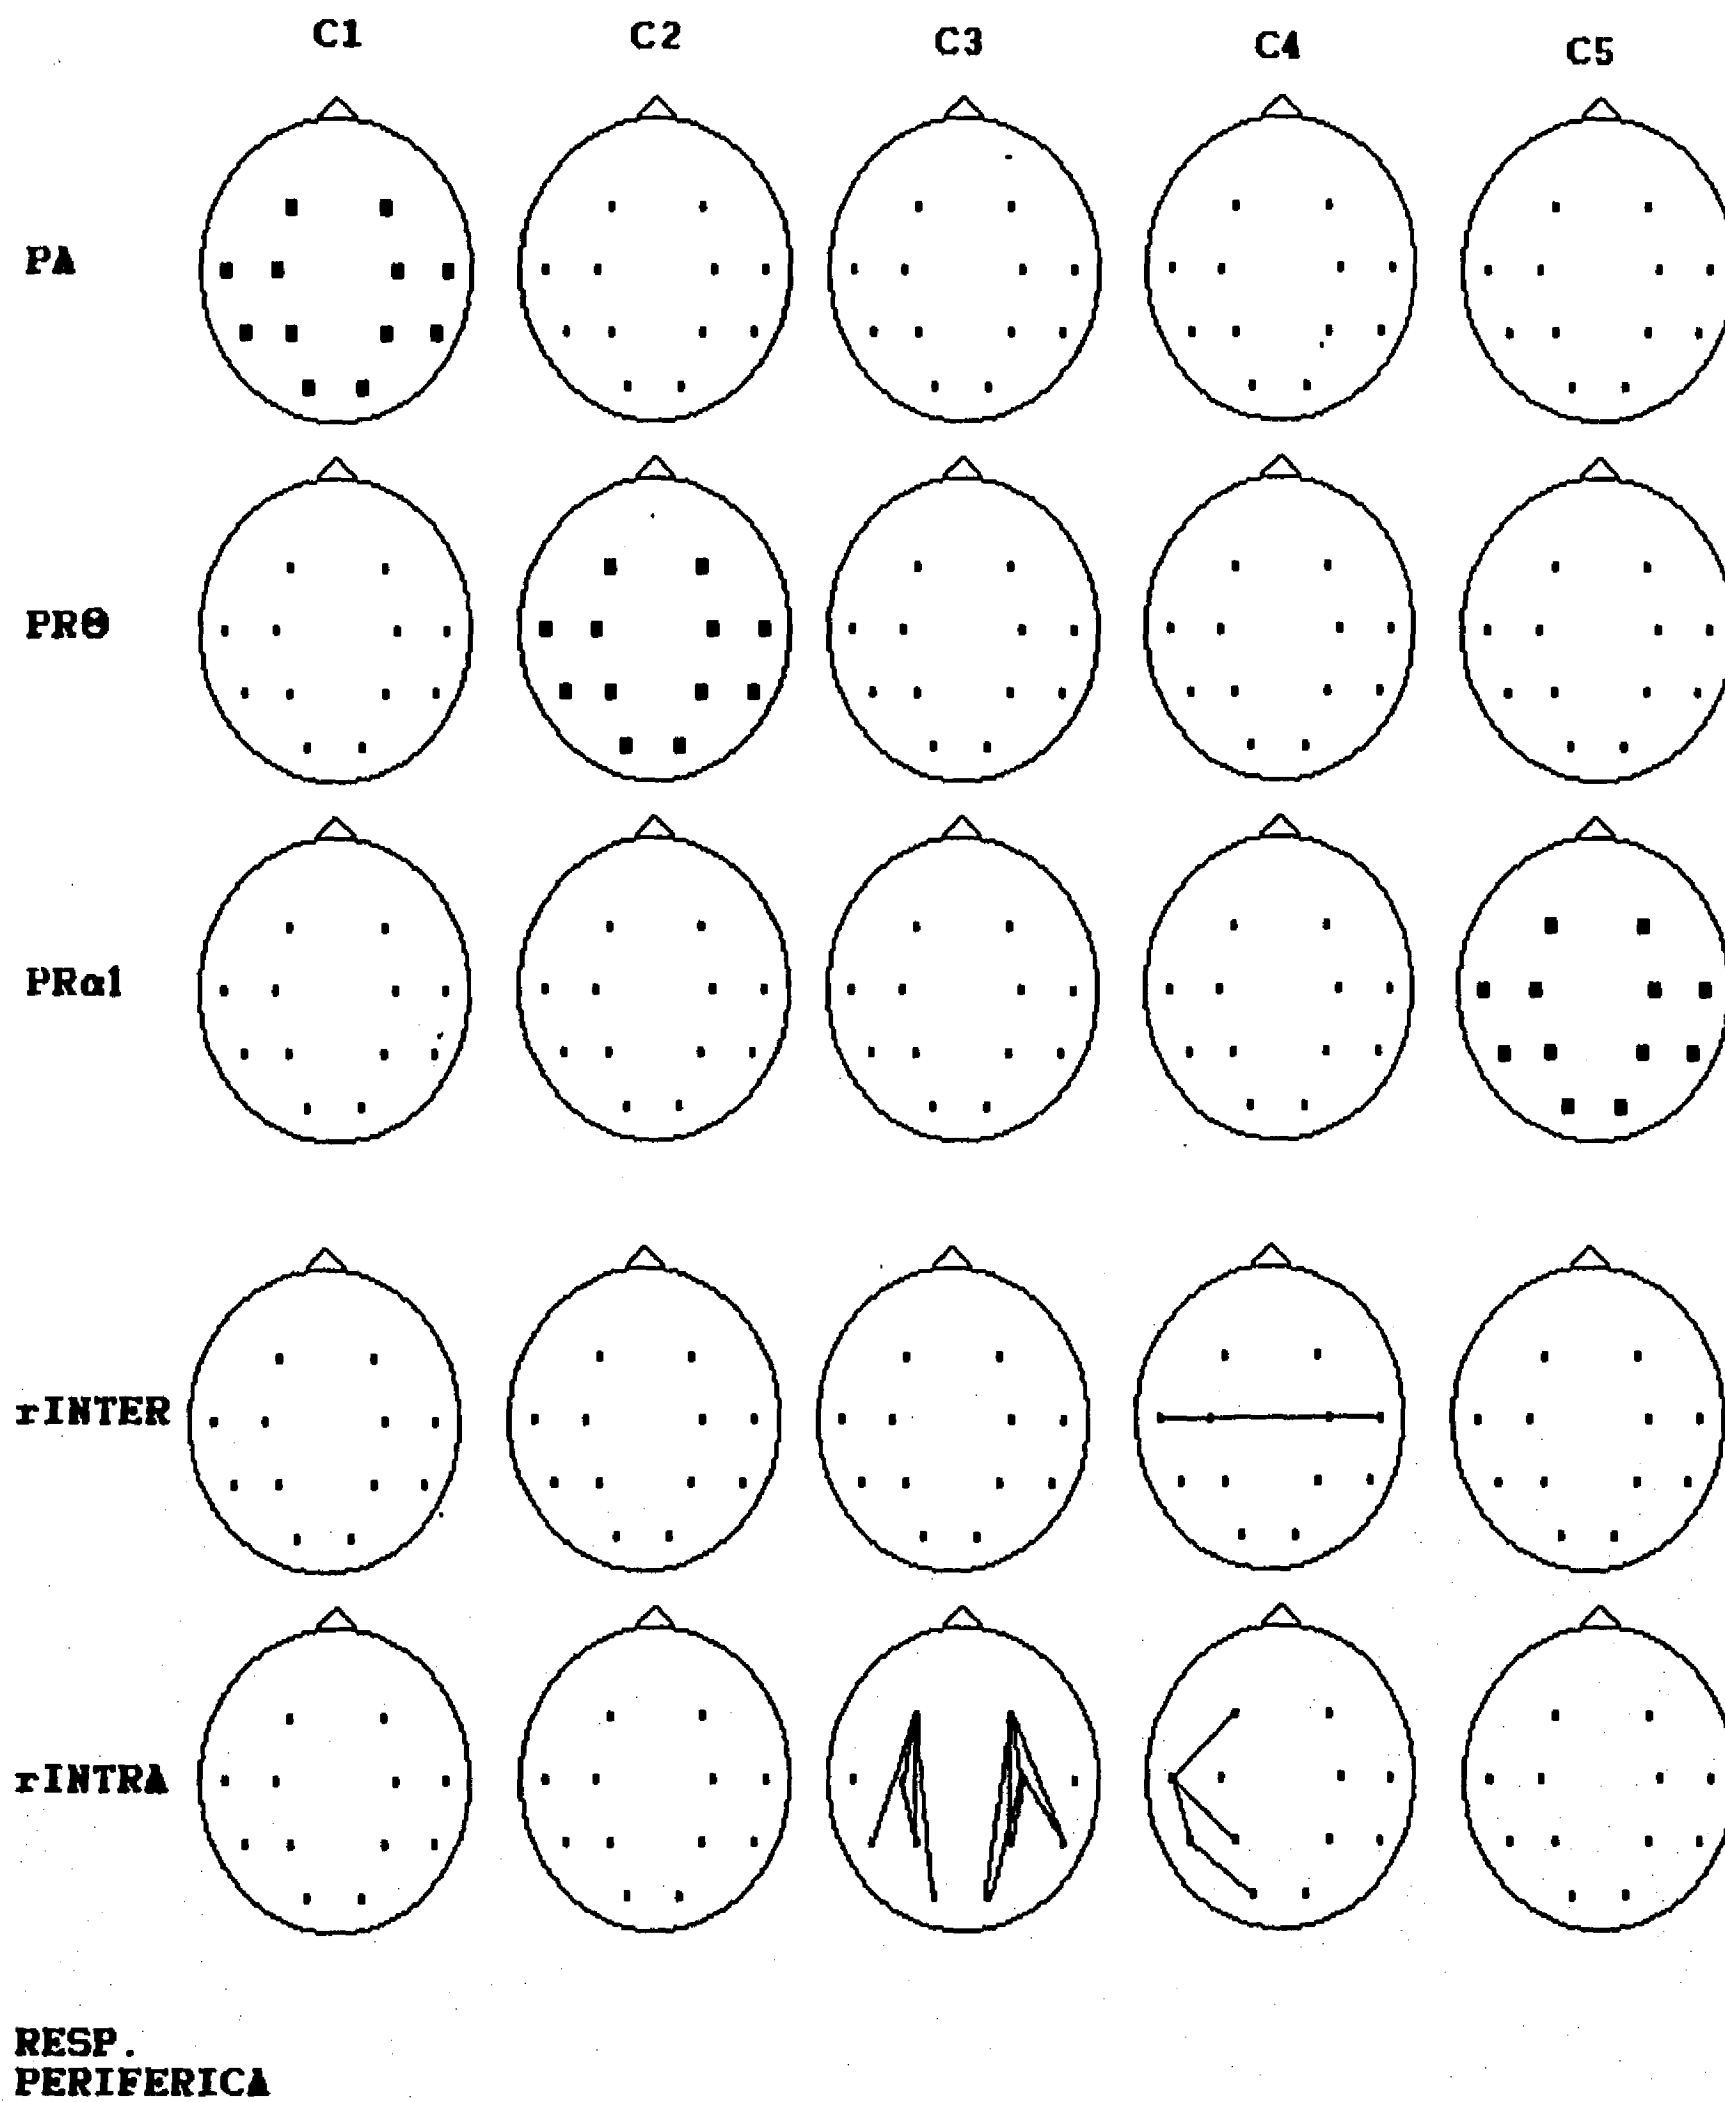 C1 C2 C3 C4 C5
PA
PRΘ
PRα1
rINTER
rINTRA
RESP.
PERIFERICA